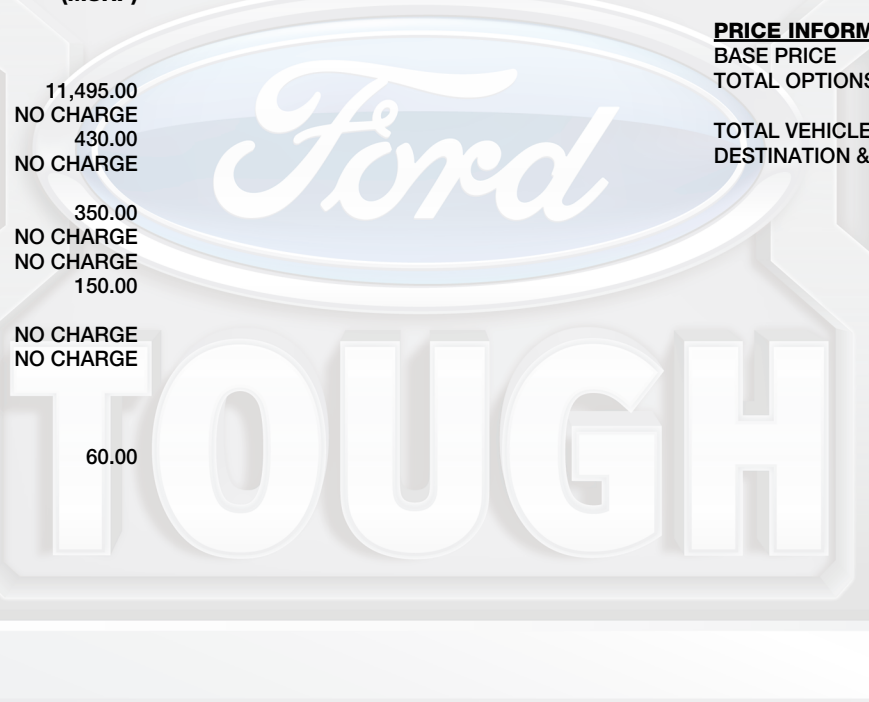 (MSRP)
11,495.00
NO CHARGE
430.00
NO CHARGE
350.00
NO CHARGE
NO CHARGE
150.00
NO CHARGE
NO CHARGE
60.00
PRICE INFORM
BASE PRICE
TOTAL OPTIONS
TOTAL VEHICLE
DESTINATION &
Ford
TOUGH